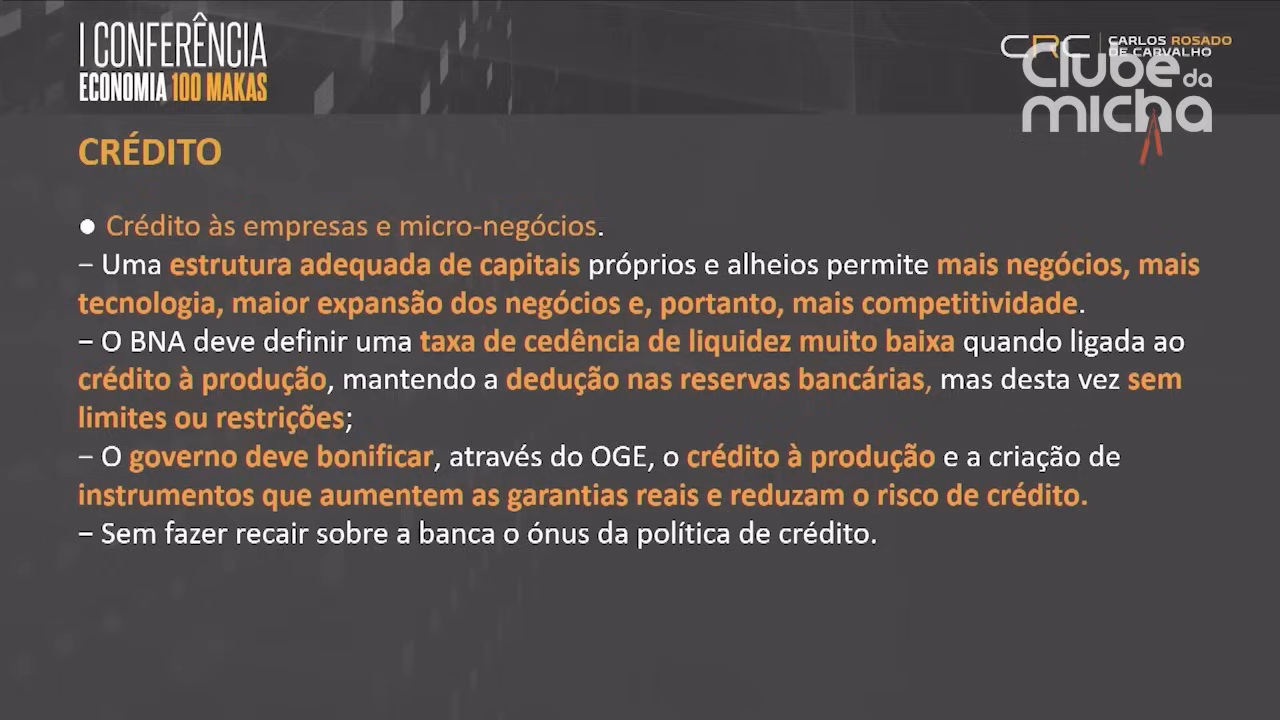 I CONFERÊNCIA
ECONOMIA 100 MAKAS
CRC CARLOS ROSADO
DE CARVALHO
Clube da
micha
CRÉDITO
● Crédito às empresas e micro-negócios.
– Uma estrutura adequada de capitais próprios e alheios permite mais negócios, mais
tecnologia, maior expansão dos negócios e, portanto, mais competitividade.
– O BNA deve definir uma taxa de cedência de liquidez muito baixa quando ligada ao
crédito à produção, mantendo a dedução nas reservas bancárias, mas desta vez sem
limites ou restrições;
– O governo deve bonificar, através do OGE, o crédito à produção e a criação de
instrumentos que aumentem as garantias reais e reduzam o risco de crédito.
– Sem fazer recair sobre a banca o ónus da política de crédito.